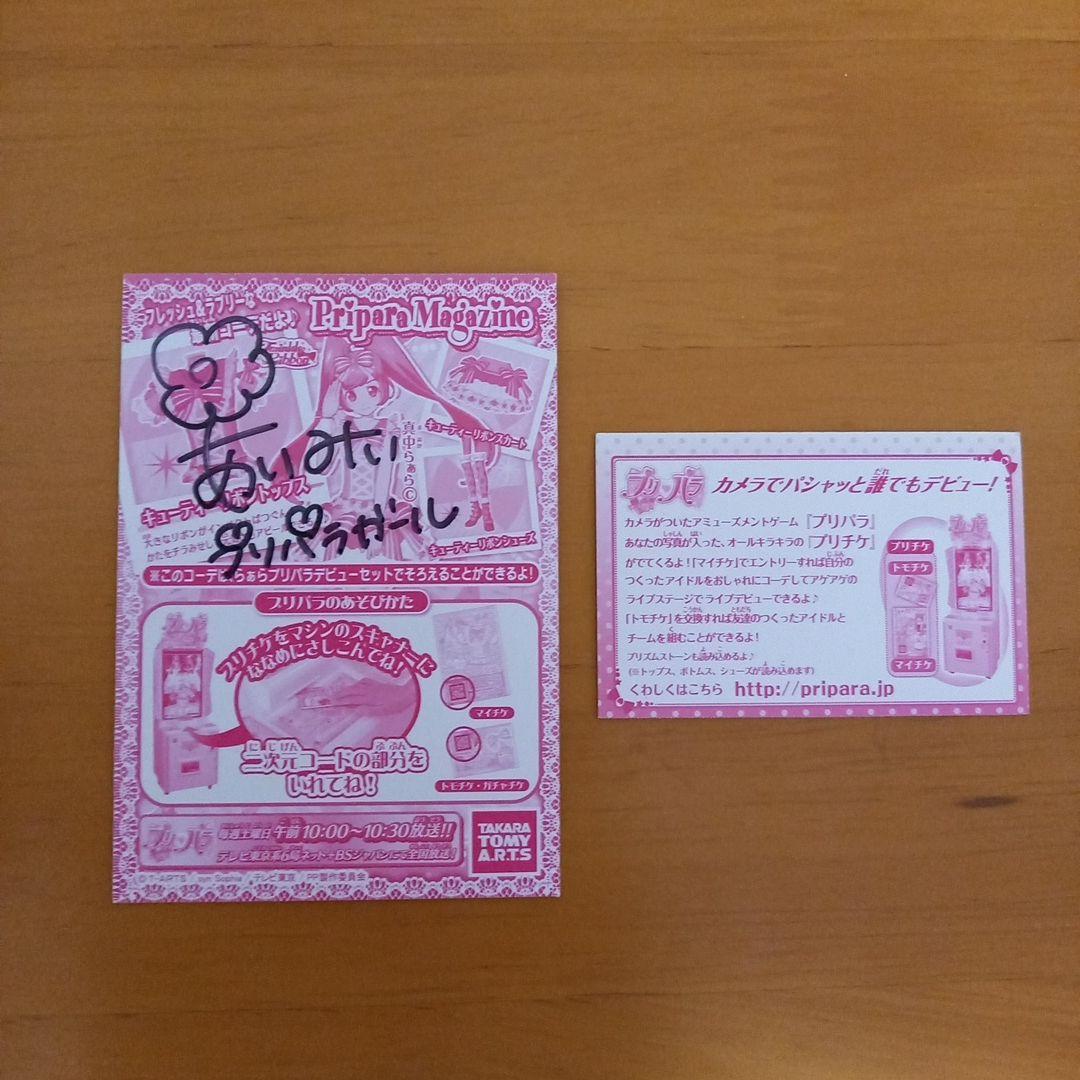 フレッシュ&ラブリーな
Pripara Magazine
あいみぃ
プリパラガール
キューティーリボンスカート
真中らぁら©
キューティーリボントップス
キューティーリボンシューズ
※このコーデはらぁらプリパラデビューセットでそろえることができるよ!
プリパラのあそびかた
プリチケをマシンのスキャナーに
ななめにさしこんでね!
マイチケ
二次元コードの部分を
いれてね!
トモチケ・ガチャチケ
プリパラ
毎週土曜日 午前10:00~10:30放送!!
テレビ東京系6局ネット+BSジャパンにて全国放送!
TAKARA
TOMY
A.R.T.S
©T-ARTS / syn Sophia / テレビ東京 / PP製作委員会
プリパラ
カメラでパシャッと誰でもデビュー!
カメラがついたアミューズメントゲーム『プリパラ』
あなたの写真が入った、オールキラキラの『プリチケ』
がでてくるよ!「マイチケ」でエントリーすれば自分の
つくったアイドルをおしゃれにコーデしてアゲアゲの
ライブステージでライブデビューできるよ♪
「トモチケ」を交換すれば友達のつくったアイドルと
チームを組むことができるよ!
プリズムストーンも読み込めるよ♪
(※トップス、ボトムス、シューズが読み込めます)
くわしくはこちら http://pripara.jp
プリチケ
トモチケ
マイチケ